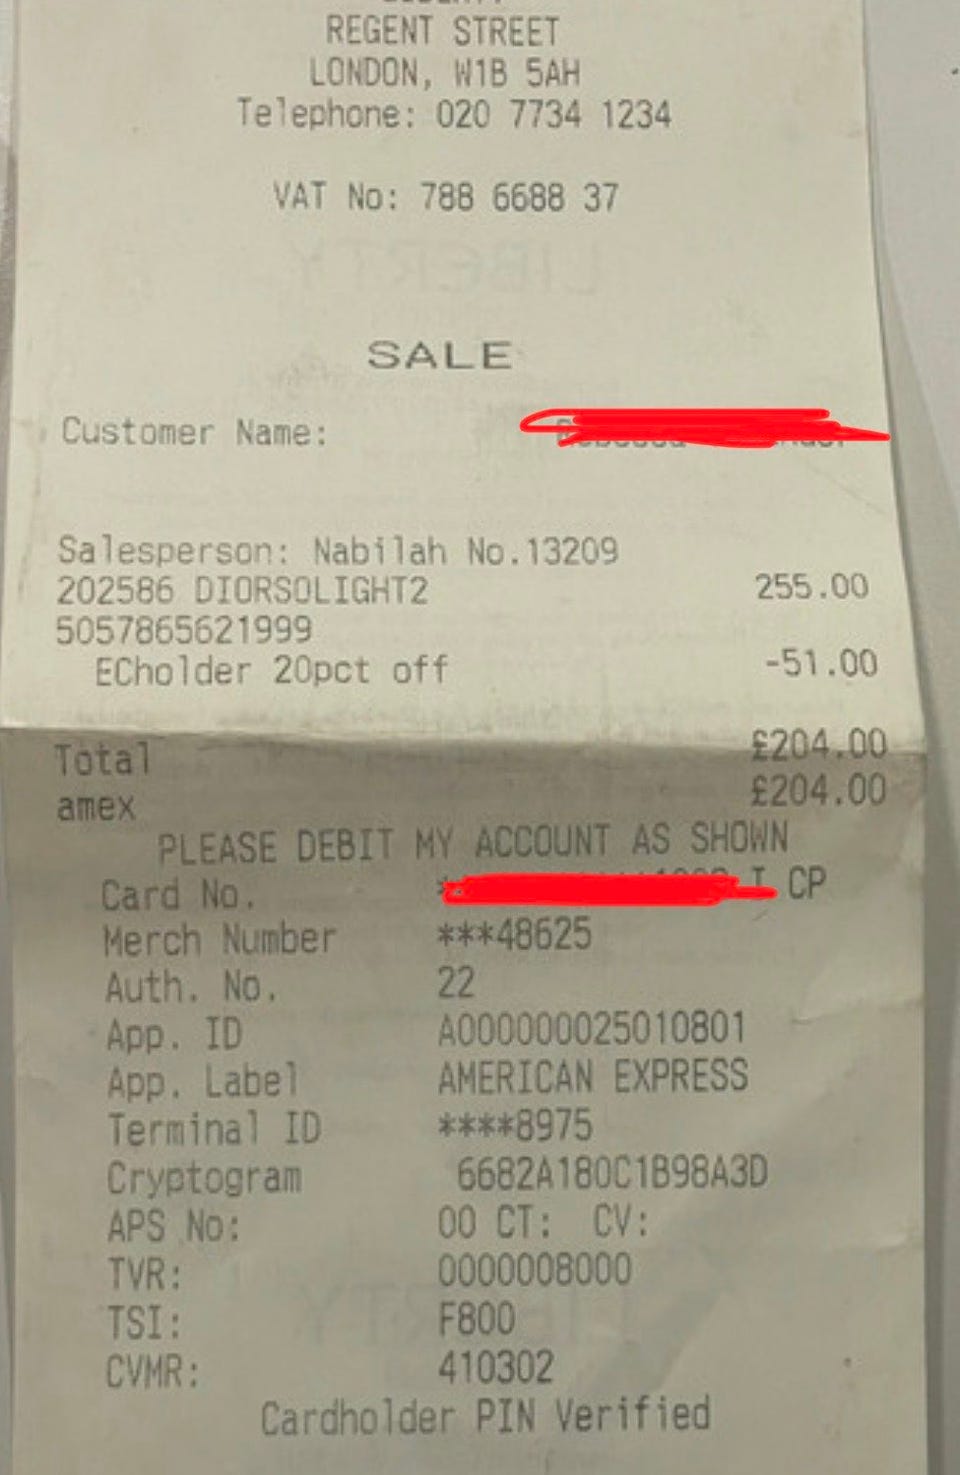 REGENT STREET
LONDON, W1B 5AH
Telephone: 020 7734 1234
VAT No: 788 6688 37
LIBERTY
SALE
Customer Name:
Salesperson: Nabilah No.13209
202586 DIORSOLIGHT2 255.00
5057865621999
ECholder 20pct off -51.00
Total £204.00
amex £204.00
PLEASE DEBIT MY ACCOUNT AS SHOWN
Card No. I CP
Merch Number ***48625
Auth. No. 22
App. ID A000000025010801
App. Label AMERICAN EXPRESS
Terminal ID ****8975
Cryptogram 6682A180C1B98A3D
APS No: 00 CT: CV:
TVR: 0000008000
TSI: F800
CVMR: 410302
Cardholder PIN Verified